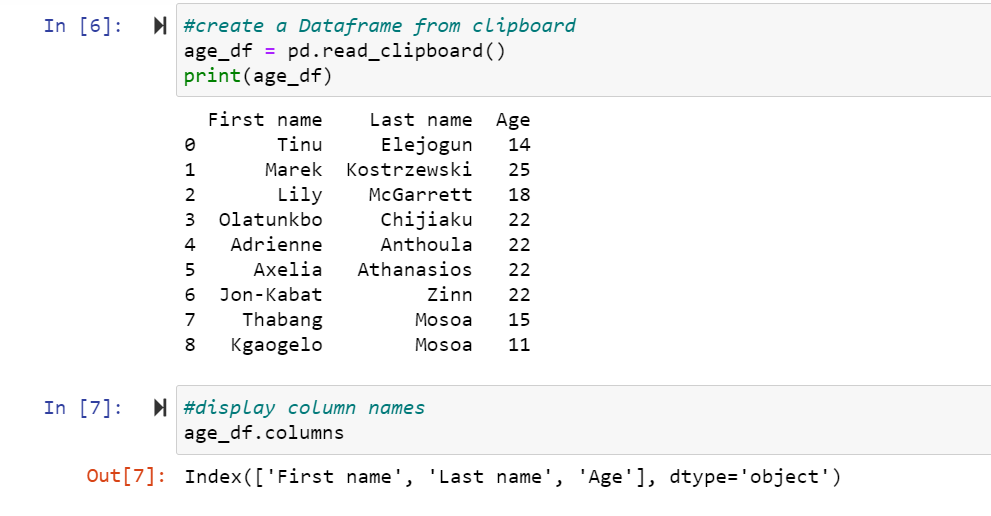 In [6]: #create a Dataframe from clipboard
age_df = pd.read_clipboard()
print(age_df)
First name Last name Age
0 Tinu Elejogun 14
1 Marek Kostrzewski 25
2 Lily McGarrett 18
3 Olatunkbo Chijiaku 22
4 Adrienne Anthoula 22
5 Axelia Athanasios 22
6 Jon-Kabat Zinn 22
7 Thabang Mosoa 15
8 Kgaogelo Mosoa 11
In [7]: #display column names
age_df.columns
Out[7]: Index(['First name', 'Last name', 'Age'], dtype='object')